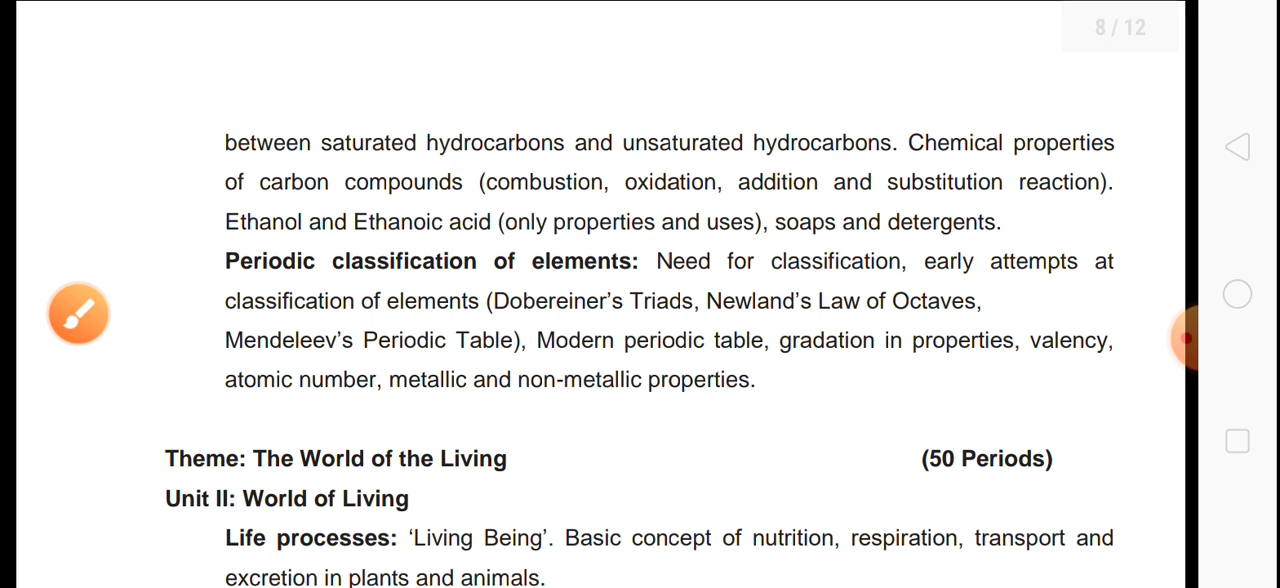 8 / 12
between saturated hydrocarbons and unsaturated hydrocarbons. Chemical properties
of carbon compounds (combustion, oxidation, addition and substitution reaction).
Ethanol and Ethanoic acid (only properties and uses), soaps and detergents.
Periodic classification of elements: Need for classification, early attempts at
classification of elements (Dobereiner’s Triads, Newland’s Law of Octaves,
Mendeleev’s Periodic Table), Modern periodic table, gradation in properties, valency,
atomic number, metallic and non-metallic properties.
Theme: The World of the Living (50 Periods)
Unit II: World of Living
Life processes: ‘Living Being’. Basic concept of nutrition, respiration, transport and
excretion in plants and animals.